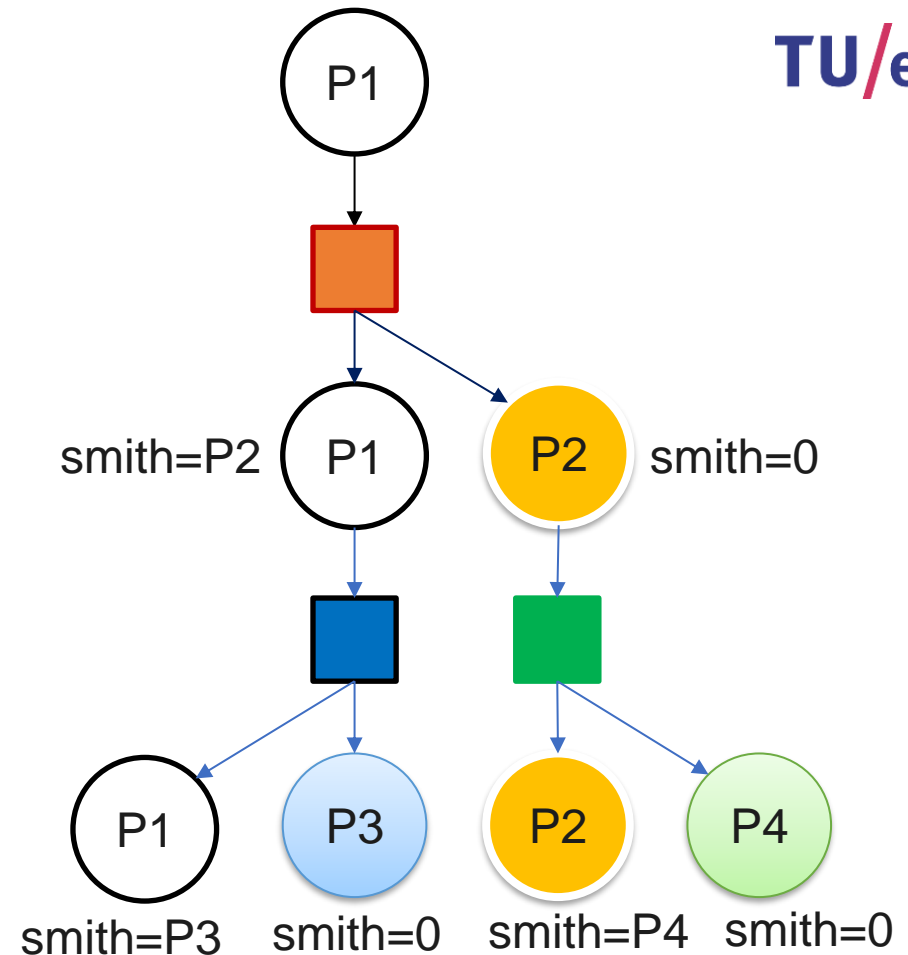 TU/e
P1
smith=P2
P1
P2
smith=0
P1
P3
P2
P4
smith=P3
smith=0
smith=P4
smith=0